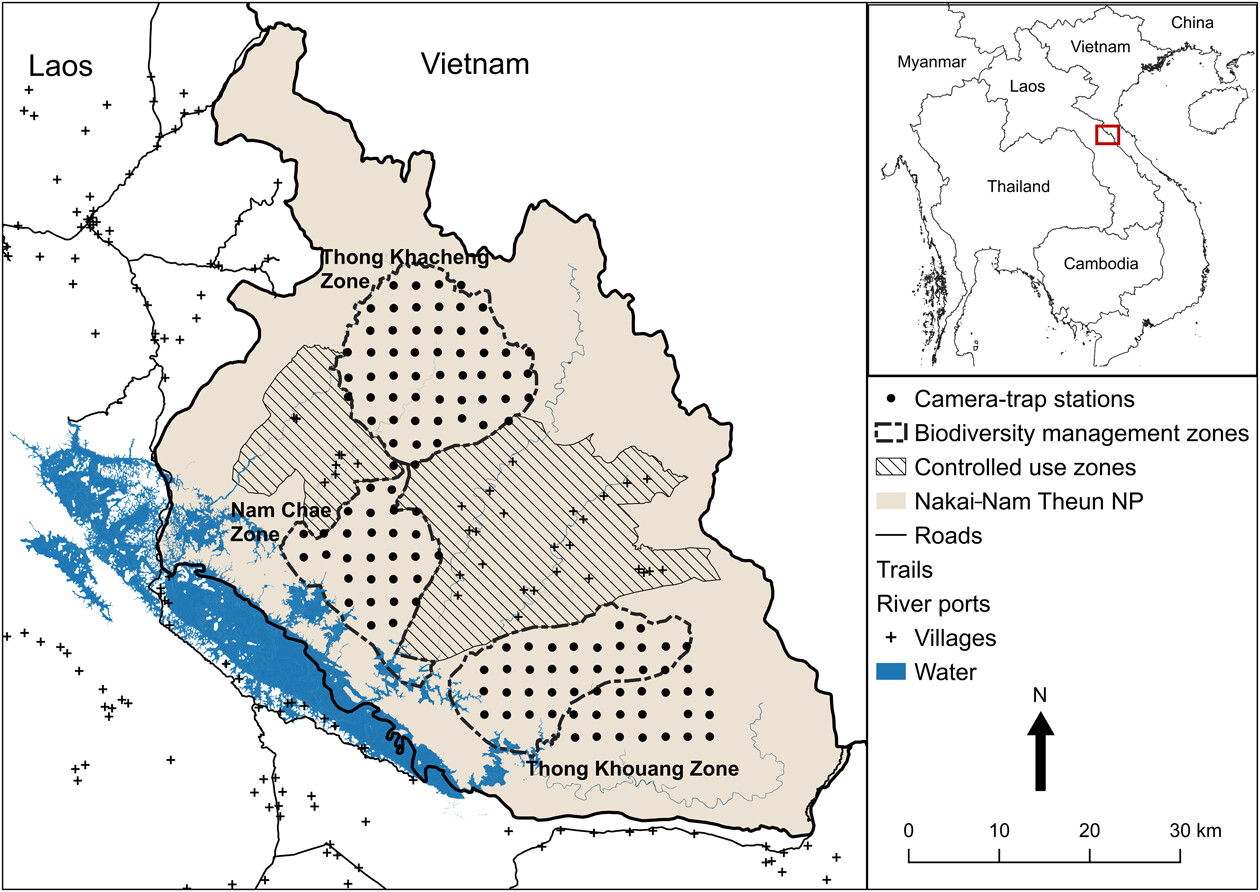 Laos
Vietnam
Thong Khacheng
Zone
Nam Chae
Zone
Thong Khouang Zone
China
Vietnam
Myanmar
Laos
Thailand
Cambodia
Camera-trap stations
Biodiversity management zones
Controlled use zones
Nakai-Nam Theun NP
Roads
Trails
River ports
Villages
Water
N
0 10 20 30 km